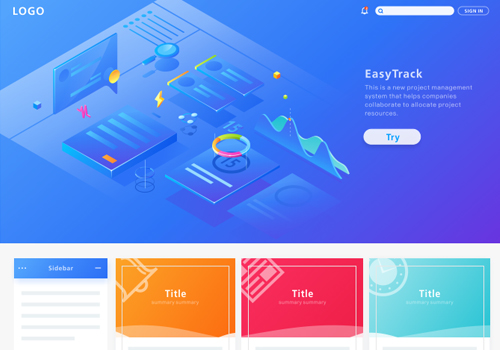 LOGO
SIGN IN
EasyTrack
This is a new project management
system that helps companies
collaborate to allocate project
resources.
Try
Sidebar
Title
summary summary
Title
summary summary
Title
summary summary